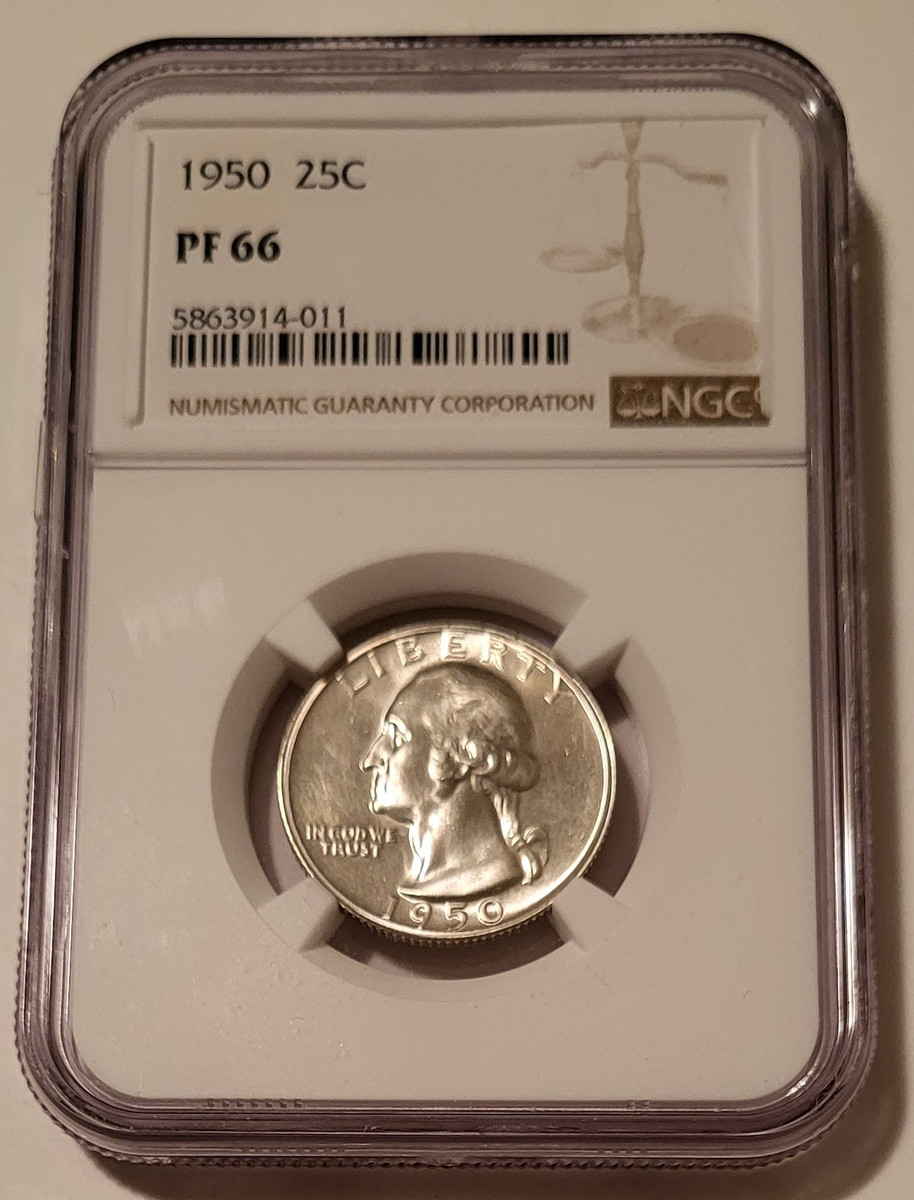 1950 25C
PF 66
5863914-011
NUMISMATIC GUARANTY CORPORATION NGC
LIBERTY
IN GOD WE
TRUST
1950